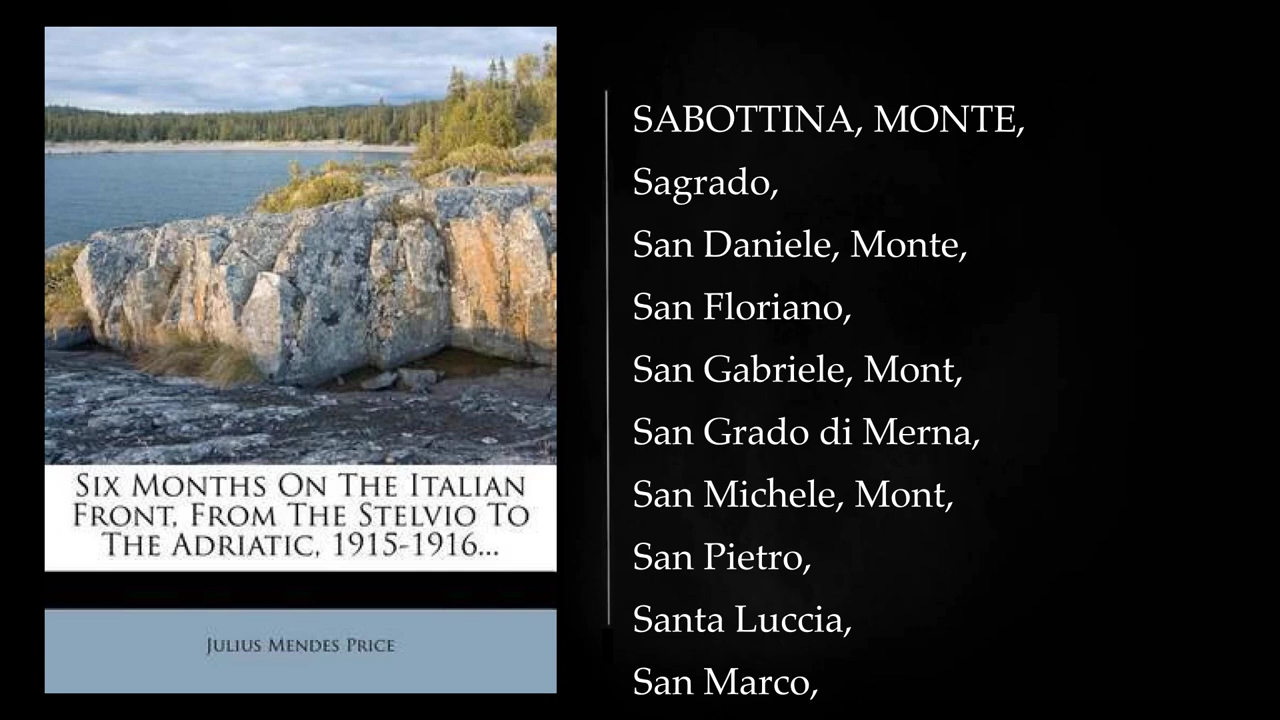 SIX MONTHS ON THE ITALIAN
FRONT, FROM THE STELVIO TO
THE ADRIATIC, 1915-1916...
JULIUS MENDES PRICE
SABOTTINA, MONTE,
Sagrado,
San Daniele, Monte,
San Floriano,
San Gabriele, Mont,
San Grado di Merna,
San Michele, Mont,
San Pietro,
Santa Luccia,
San Marco,